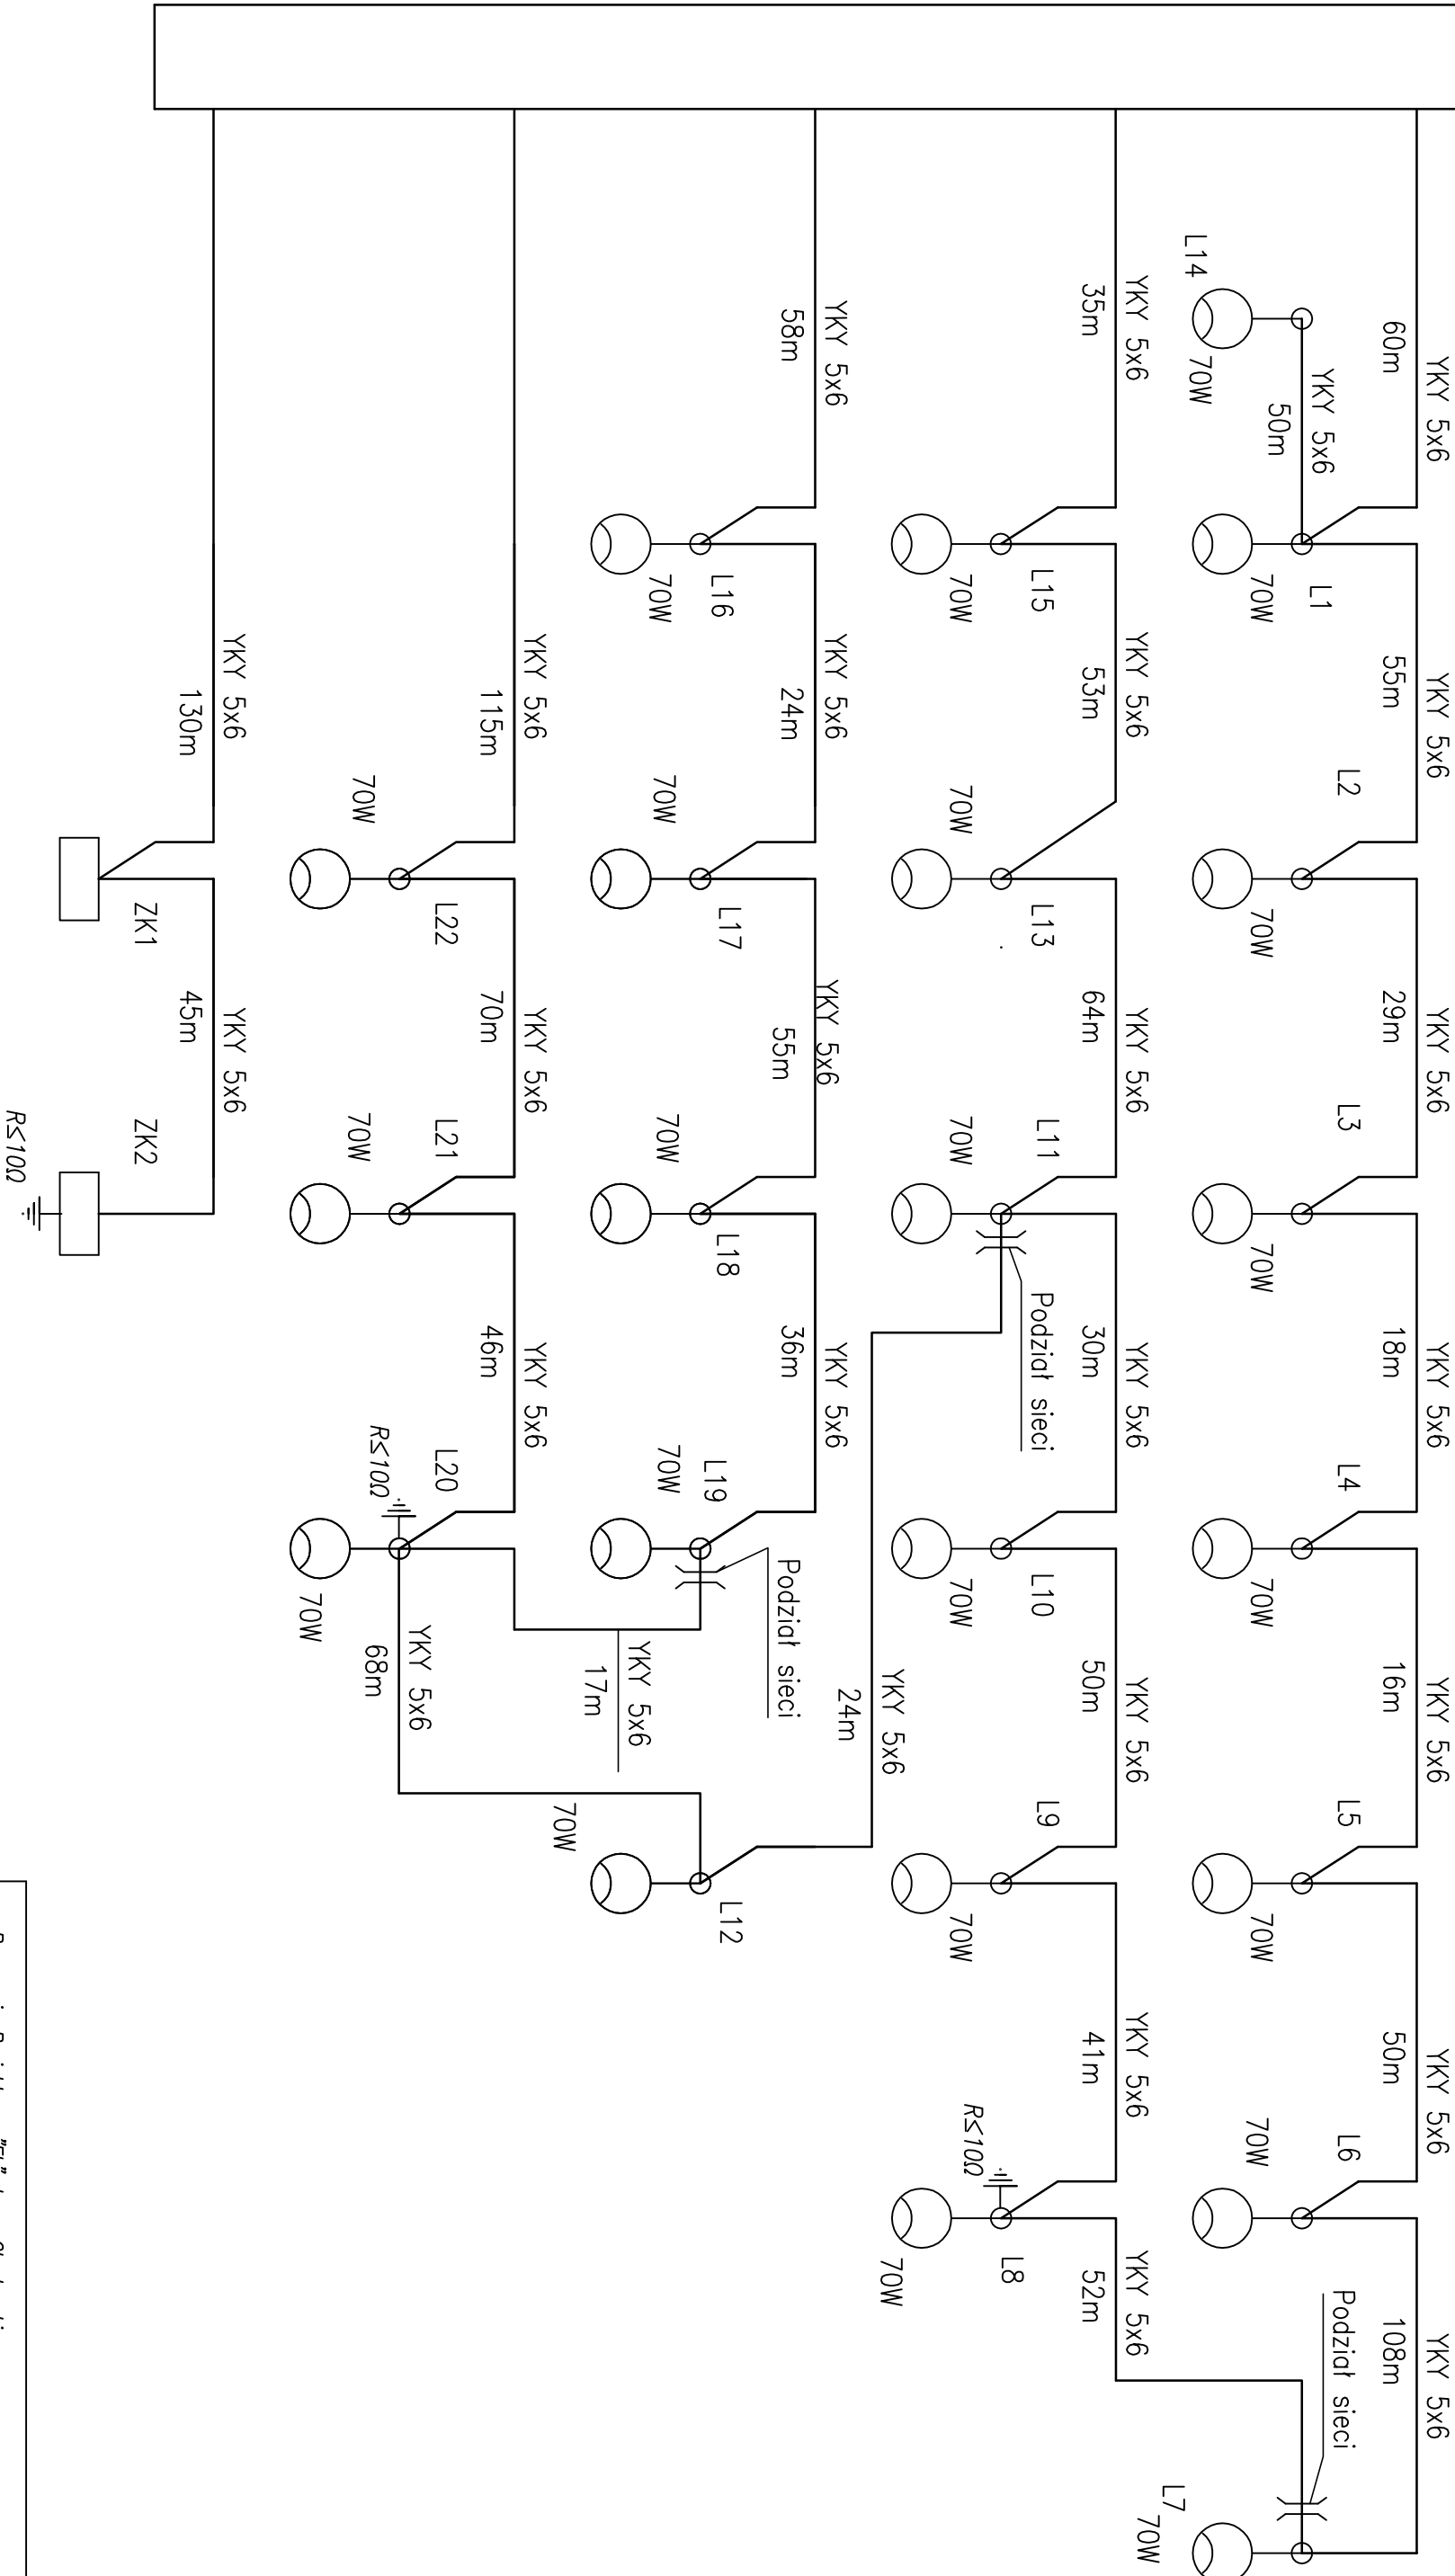 YKY 5x6
60m
YKY 5x6
55m
YKY 5x6
29m
YKY 5x6
18m
YKY 5x6
16m
YKY 5x6
50m
YKY 5x6
108m
L14
70W
YKY 5x6
50m
L1
70W
L2
70W
L3
70W
L4
70W
L5
70W
L6
70W
Podział sieci
L7
70W
YKY 5x6
35m
YKY 5x6
53m
YKY 5x6
64m
YKY 5x6
30m
YKY 5x6
50m
YKY 5x6
41m
YKY 5x6
52m
L15
70W
L13
70W
L11
70W
Podział sieci
L10
70W
L9
70W
R≤10Ω
L8
70W
YKY 5x6
24m
YKY 5x6
58m
YKY 5x6
24m
YKY 5x6
55m
YKY 5x6
36m
L16
70W
L17
70W
L18
70W
L19
70W
Podział sieci
YKY 5x6
17m
L12
70W
YKY 5x6
115m
YKY 5x6
70m
YKY 5x6
46m
L22
70W
L21
70W
L20
R≤10Ω
70W
YKY 5x6
68m
YKY 5x6
130m
YKY 5x6
45m
ZK1
ZK2
R≤10Ω